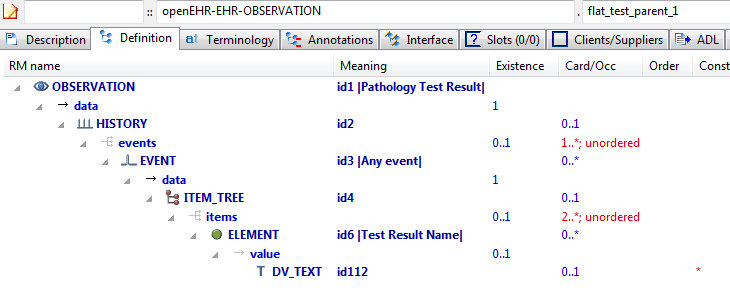 :: openEHR-EHR-OBSERVATION . flat_test_parent_1
Description Definition Terminology Annotations Interface Slots (0/0) Clients/Suppliers ADL
RM name Meaning Existence Card/Occ Order Const
OBSERVATION id1 |Pathology Test Result|
data 1
HISTORY id2 0..1
events 0..1 1..*; unordered
EVENT id3 |Any event| 0..*
data 1
ITEM_TREE id4 0..1
items 0..1 2..*; unordered
ELEMENT id6 |Test Result Name| 0..*
value 0..1
T DV_TEXT id112 0..1 *